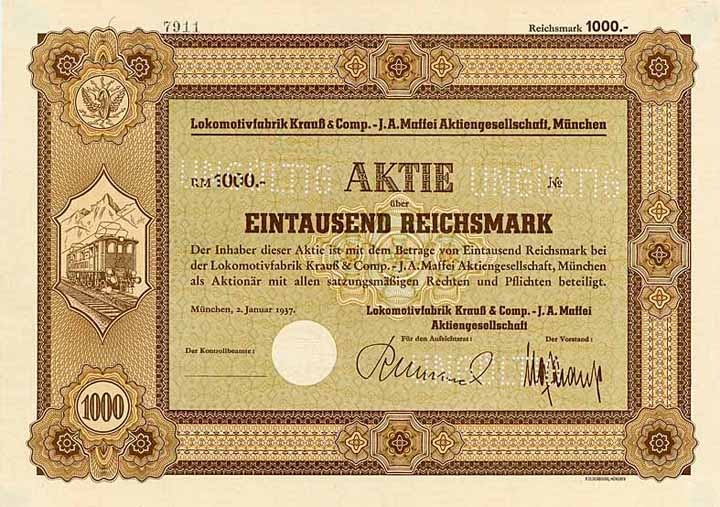 7911
Reichsmark 1000.-
Lokomotivfabrik Krauß & Comp. - J. A. Maffei Aktiengesellschaft, München
UNGÜLTIG UNGÜLTIG
RM 1000.- AKTIE №
über
EINTAUSEND REICHSMARK
Der Inhaber dieser Aktie ist mit dem Betrage von Eintausend Reichsmark bei
der Lokomotivfabrik Krauß & Comp. - J. A. Maffei Aktiengesellschaft, München
als Aktionär mit allen satzungsmäßigen Rechten und Pflichten beteiligt.
München, 2. Januar 1937.
Lokomotivfabrik Krauß & Comp. - J. A. Maffei
Aktiengesellschaft
Der Kontrollbeamte:
Für den Aufsichtsrat:
Der Vorstand:
UNGÜLTIG
1000